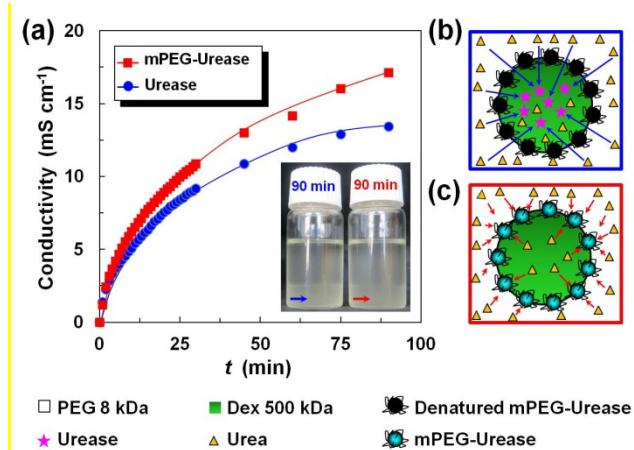 (a)
mPEG-Urease
Urease
Conductivity (mS cm⁻¹)
20
15
10
5
0
0
25
50
75
100
t (min)
90 min
90 min
(b)
(c)
PEG 8 kDa
Dex 500 kDa
Denatured mPEG-Urease
Urease
Urea
mPEG-Urease